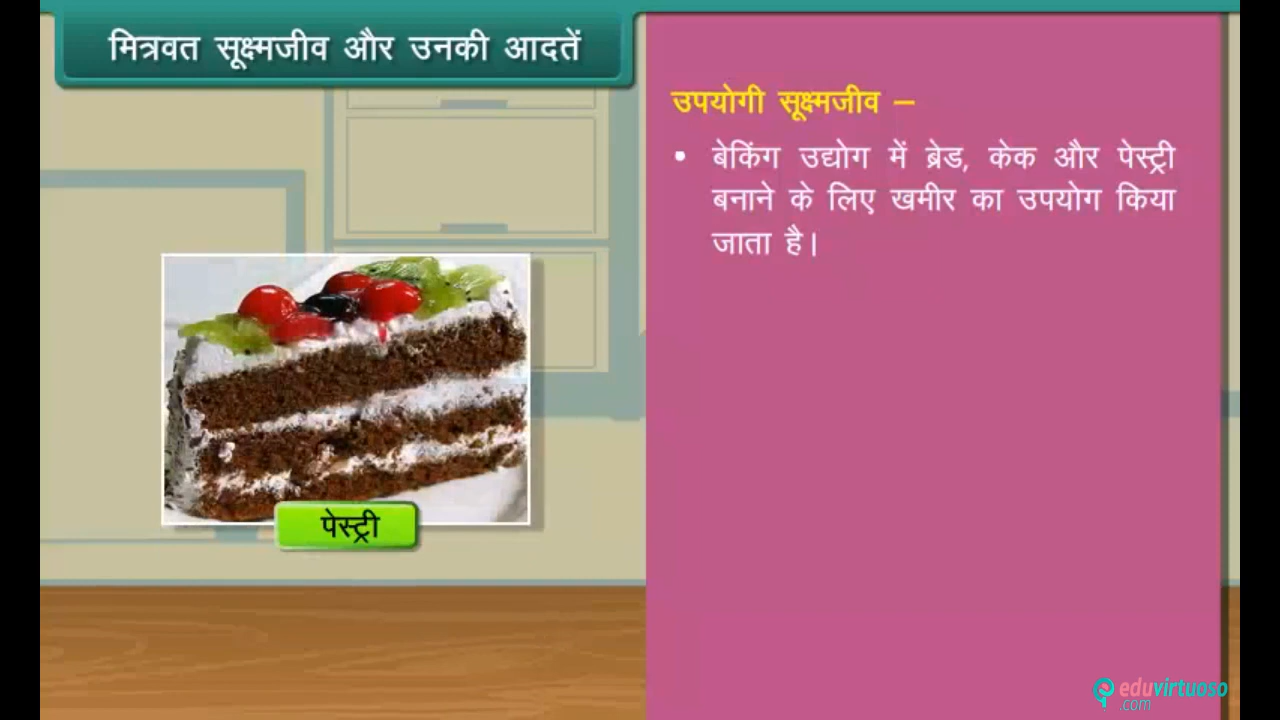 मित्रवत सूक्ष्मजीव और उनकी आदतें
उपयोगी सूक्ष्मजीव –
• बेकिंग उद्योग में ब्रेड, केक और पेस्ट्री
बनाने के लिए खमीर का उपयोग किया
जाता है।
पेस्ट्री
eduvirtuoso
.com